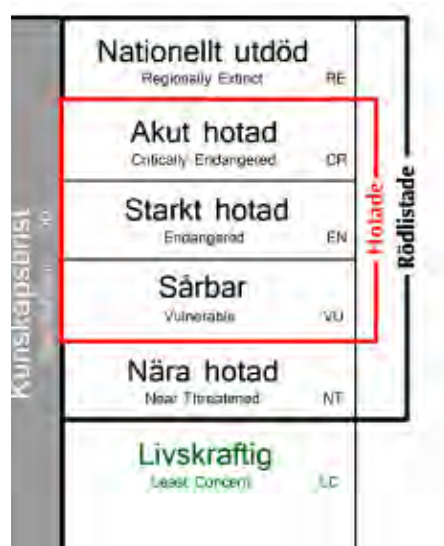 Nationellt utdöd
Regionally Extinct RE
Akut hotad
Critically Endangered CR
Starkt hotad
Endangered EN
Sårbar
Vulnerable VU
Nära hotad
Near Threatened NT
Livskraftig
Least Concern LC
Kunskapsbrist
Hotade
Rödlistade